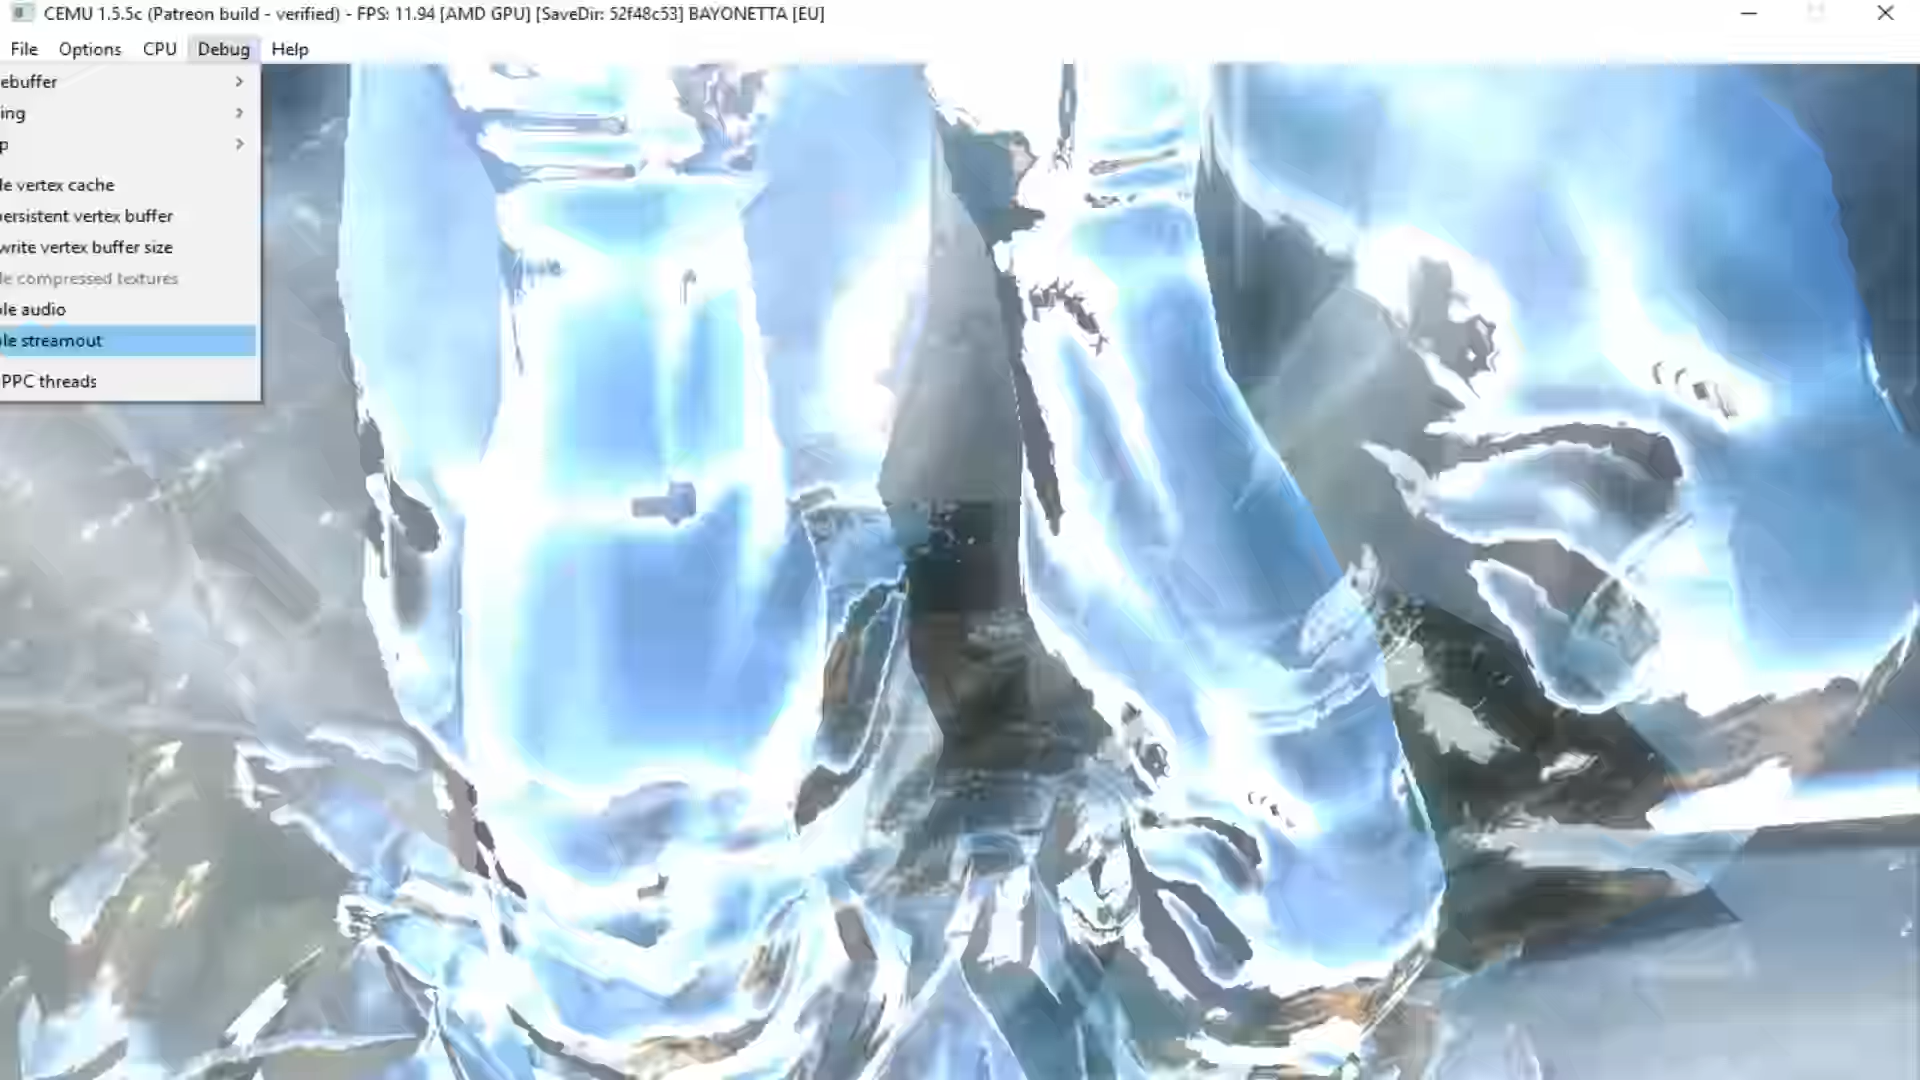 CEMU 1.5.5c (Patreon build - verified) - FPS: 11.94 [AMD GPU] [SaveDir: 52f48c53] BAYONETTA [EU]
File Options CPU Debug Help
ebuffer
ing
p
le vertex cache
persistent vertex buffer
write vertex buffer size
le compressed textures
le audio
le streamout
PPC threads